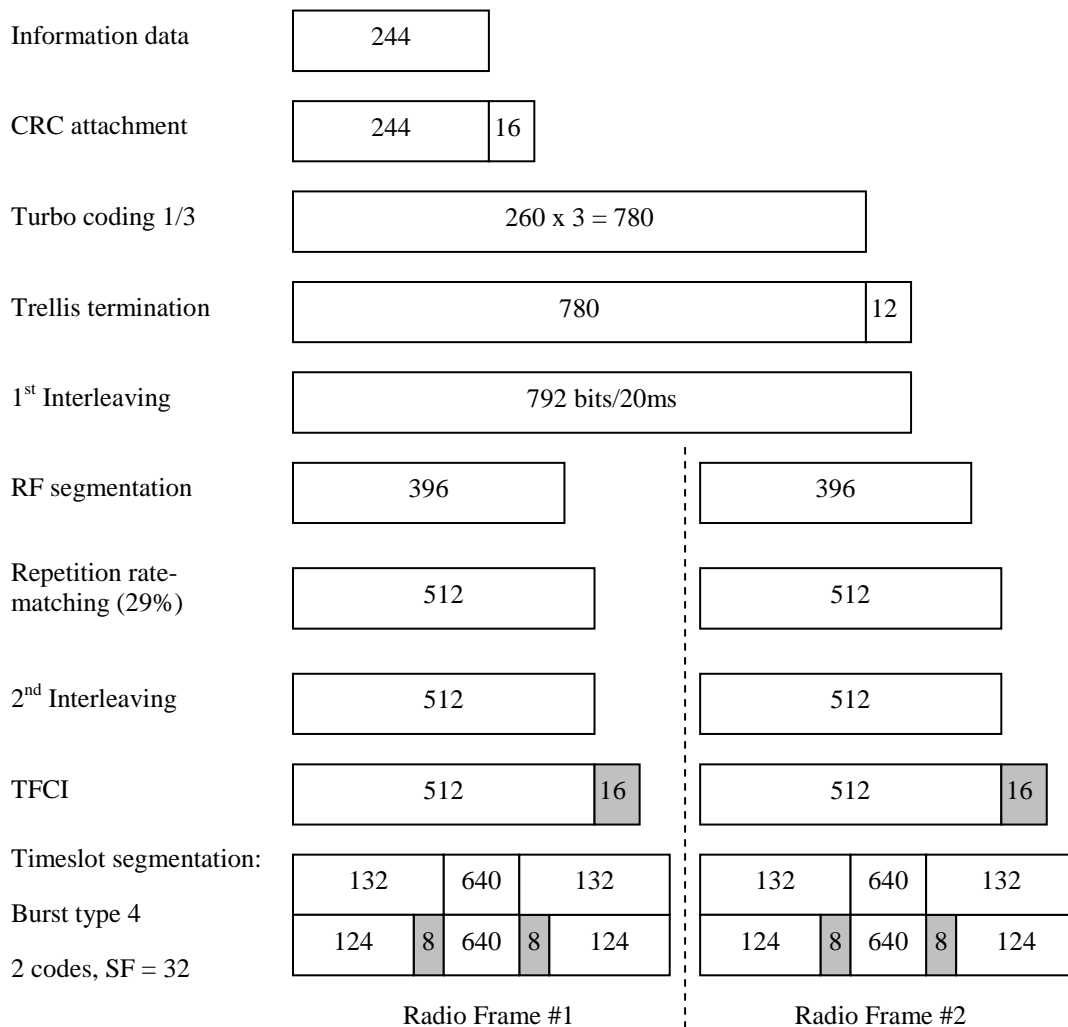 Information data
244
CRC attachment
244 16
Turbo coding 1/3
260 x 3 = 780
Trellis termination
780 12
1st Interleaving
792 bits/20ms
RF segmentation
396 396
Repetition rate-
matching (29%)
512 512
2nd Interleaving
512 512
TFCI
512 16 512 16
Timeslot segmentation:
132 640 132 132 640 132
Burst type 4
124 8 640 8 124 124 8 640 8 124
2 codes, SF = 32
Radio Frame #1 Radio Frame #2